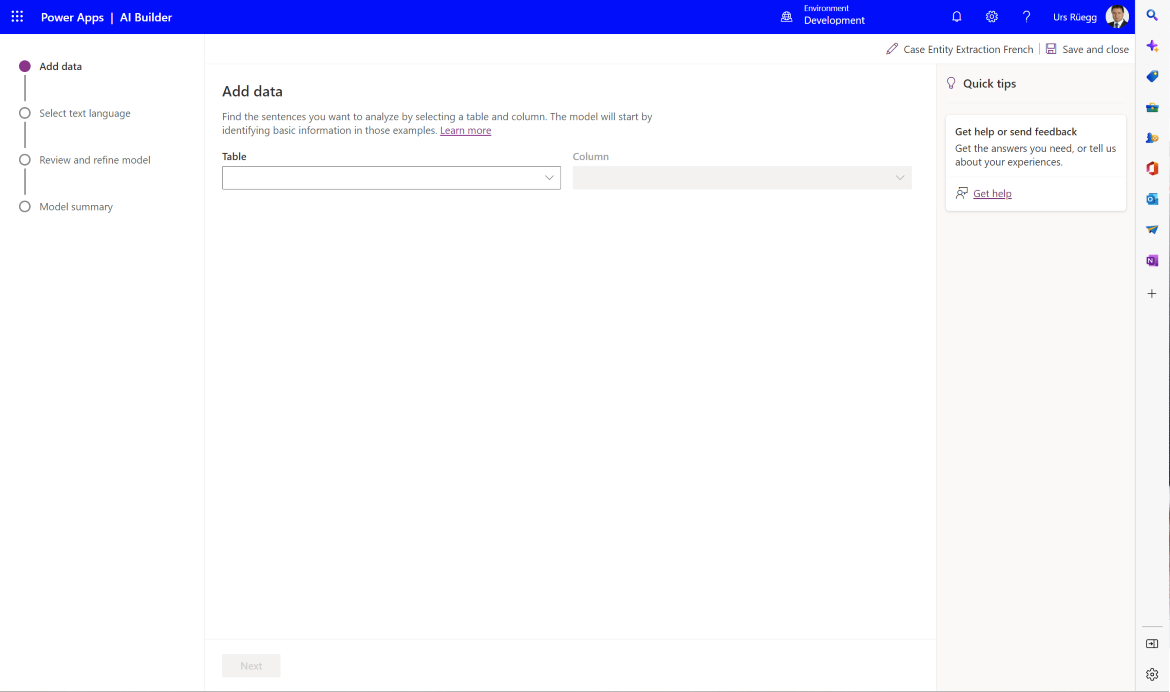 Power Apps | AI Builder
Environment
Development
Urs Rüegg
Case Entity Extraction French
Save and close
Add data
Select text language
Review and refine model
Model summary
Add data
Find the sentences you want to analyze by selecting a table and column. The model will start by
identifying basic information in those examples. Learn more
Table
Column
Next
Quick tips
Get help or send feedback
Get the answers you need, or tell us
about your experiences.
Get help